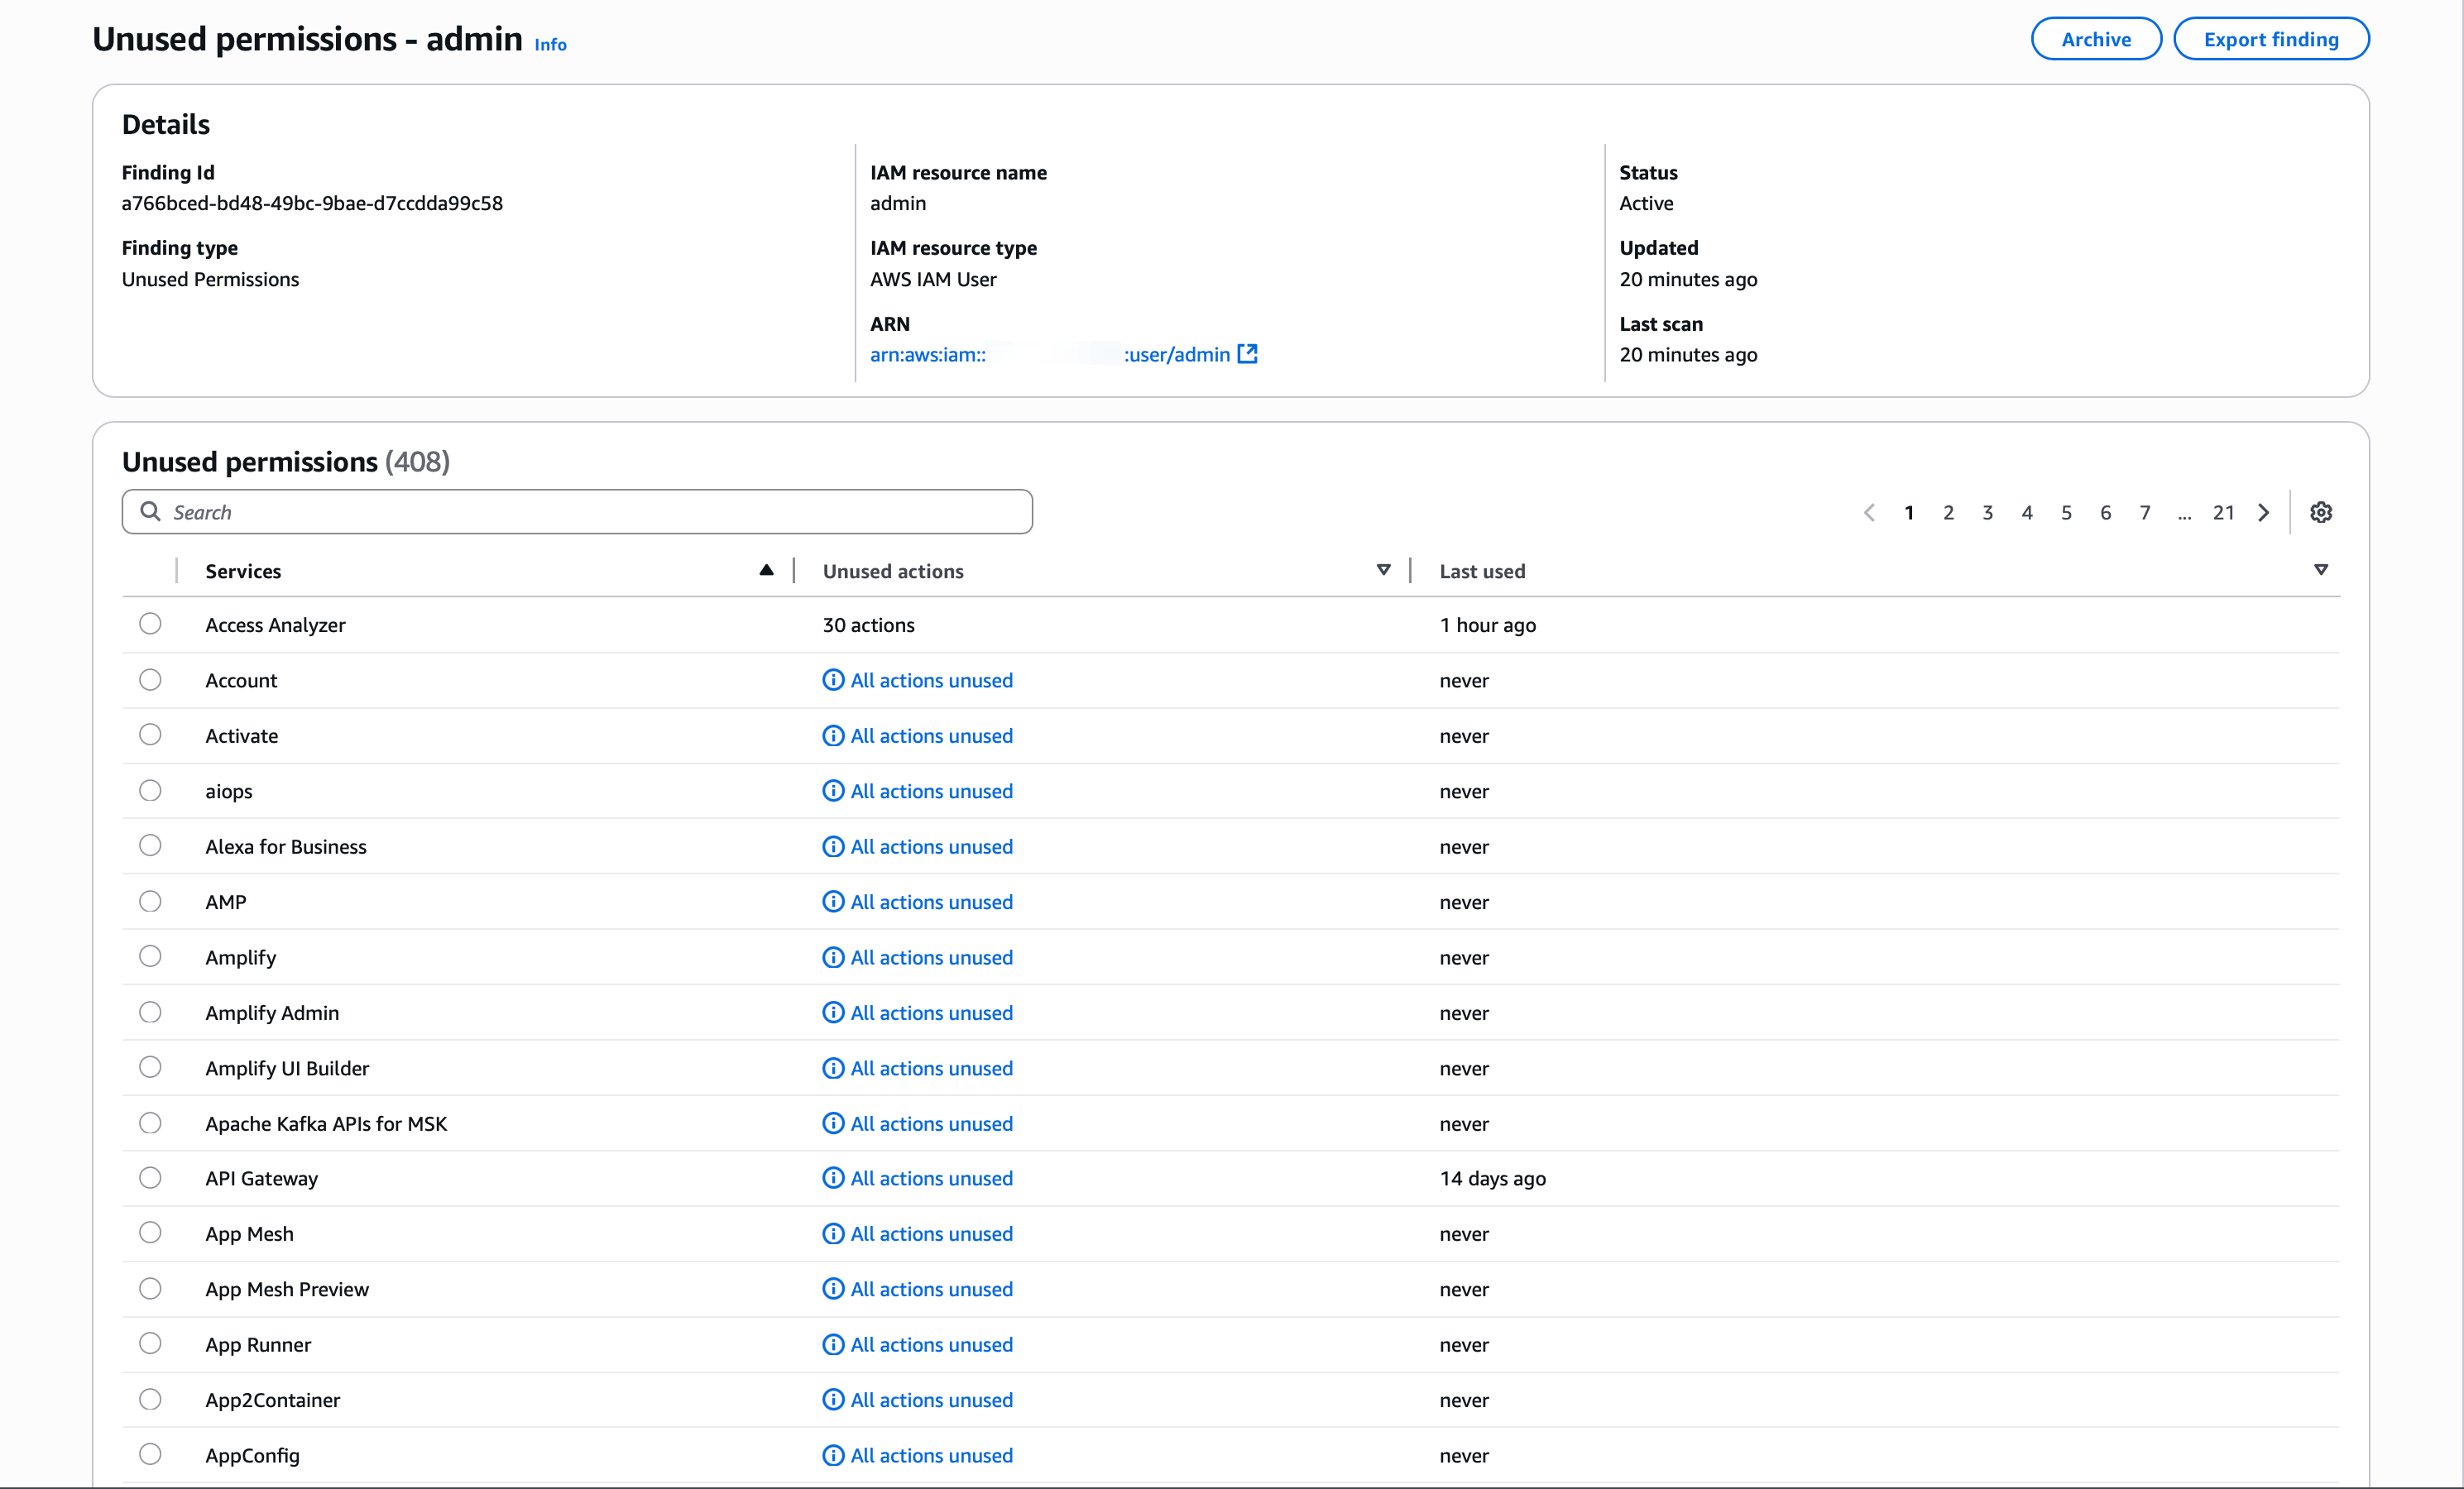 Unused permissions - admin Info
Archive
Export finding
Details
Finding Id
a766bced-bd48-49bc-9bae-d7ccdda99c58
Finding type
Unused Permissions
IAM resource name
admin
IAM resource type
AWS IAM User
ARN
arn:aws:iam:: :user/admin
Status
Active
Updated
20 minutes ago
Last scan
20 minutes ago
Unused permissions (408)
Search
1 2 3 4 5 6 7 ... 21
Services Unused actions Last used
Access Analyzer 30 actions 1 hour ago
Account All actions unused never
Activate All actions unused never
aiops All actions unused never
Alexa for Business All actions unused never
AMP All actions unused never
Amplify All actions unused never
Amplify Admin All actions unused never
Amplify UI Builder All actions unused never
Apache Kafka APIs for MSK All actions unused never
API Gateway All actions unused 14 days ago
App Mesh All actions unused never
App Mesh Preview All actions unused never
App Runner All actions unused never
App2Container All actions unused never
AppConfig All actions unused never